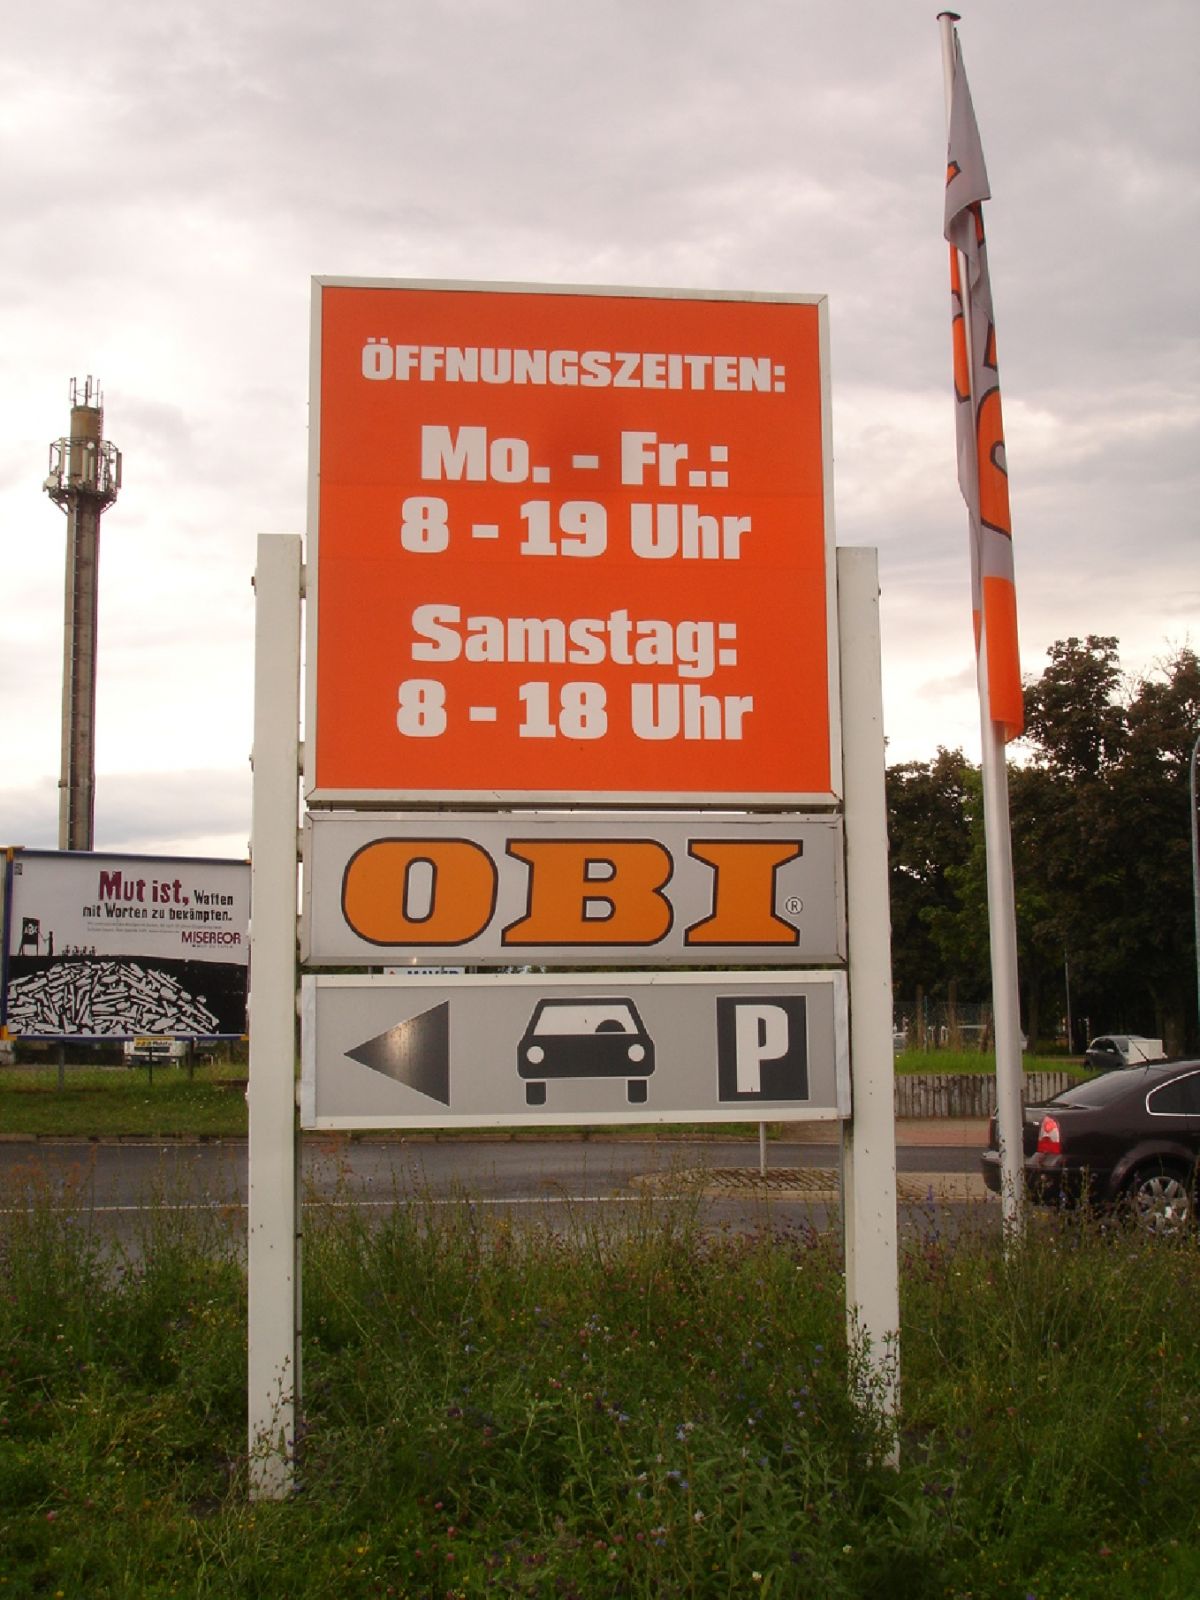 ÖFFNUNGSZEITEN:
Mo. - Fr.:
8 - 19 Uhr
Samstag:
8 - 18 Uhr
OBI®
P
Mut ist, Waffen
mit Worten zu bekämpfen.
MISEREOR